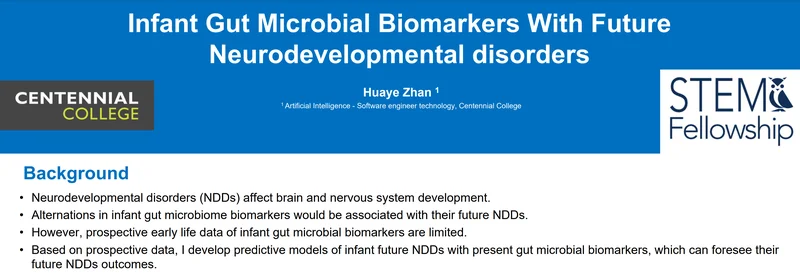 Infant Gut Microbial Biomarkers With Future
Neurodevelopmental disorders
CENTENNIAL
COLLEGE
Huaye Zhan ¹
¹ Artificial Intelligence - Software engineer technology, Centennial College
STEM
Fellowship
Background
• Neurodevelopmental disorders (NDDs) affect brain and nervous system development.
• Alternations in infant gut microbiome biomarkers would be associated with their future NDDs.
• However, prospective early life data of infant gut microbial biomarkers are limited.
• Based on prospective data, I develop predictive models of infant future NDDs with present gut microbial biomarkers, which can foresee their
future NDDs outcomes.